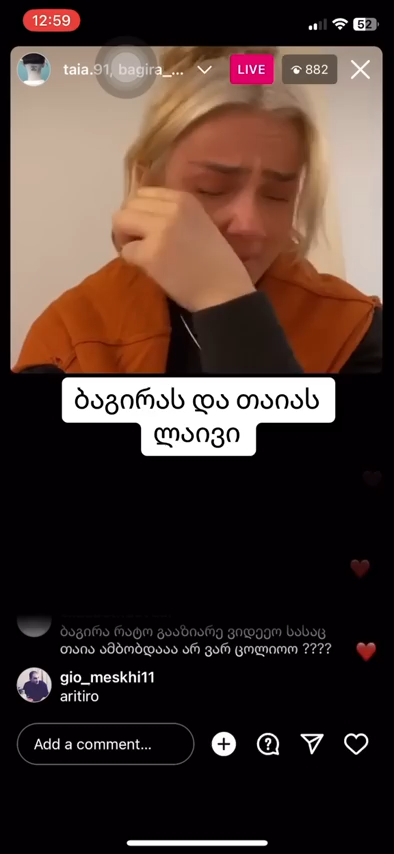 12:59
52
taia.91, bagira_...
LIVE
882
ბაგირას და თაიას
ლაივი
ბაგირა რატო გააზიარე ვიდეეო სასაც
თაია ამბობდააა არ ვარ ცოლიოო ????
gio_meskhi11
aritiro
Add a comment...